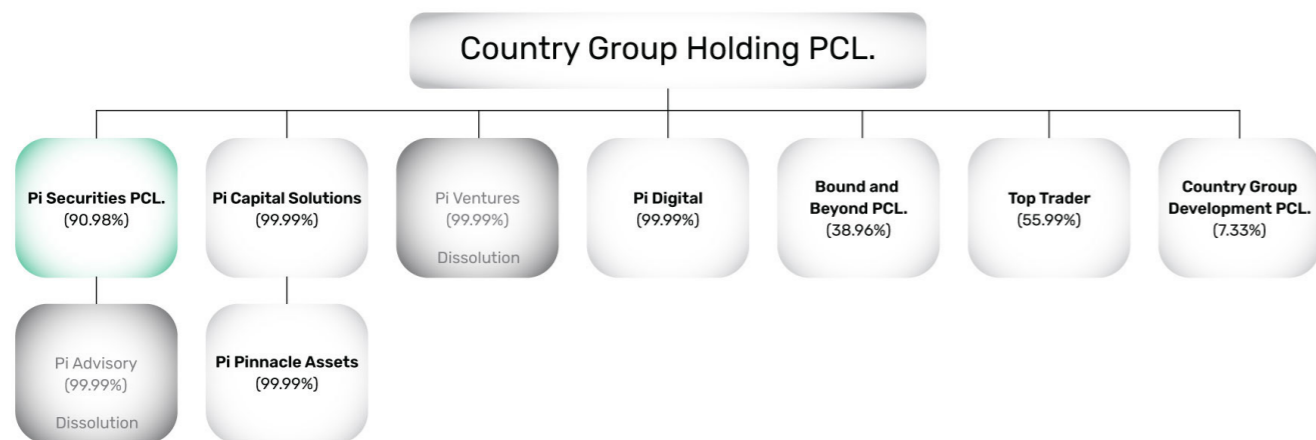 Country Group Holding PCL.
Pi Securities PCL.
(90.98%)
Pi Capital Solutions
(99.99%)
Pi Ventures
(99.99%)
Dissolution
Pi Digital
(99.99%)
Bound and
Beyond PCL.
(38.96%)
Top Trader
(55.99%)
Country Group
Development PCL.
(7.33%)
Pi Advisory
(99.99%)
Dissolution
Pi Pinnacle Assets
(99.99%)